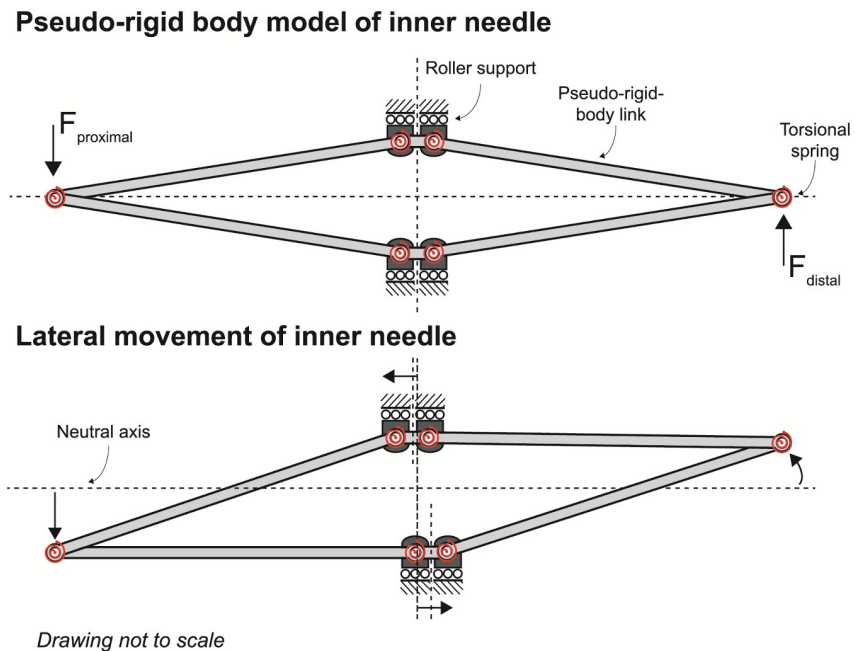 Pseudo-rigid body model of inner needle
Roller support
F proximal
Pseudo-rigid-
body link
Torsional
spring
F distal
Lateral movement of inner needle
Neutral axis
Drawing not to scale